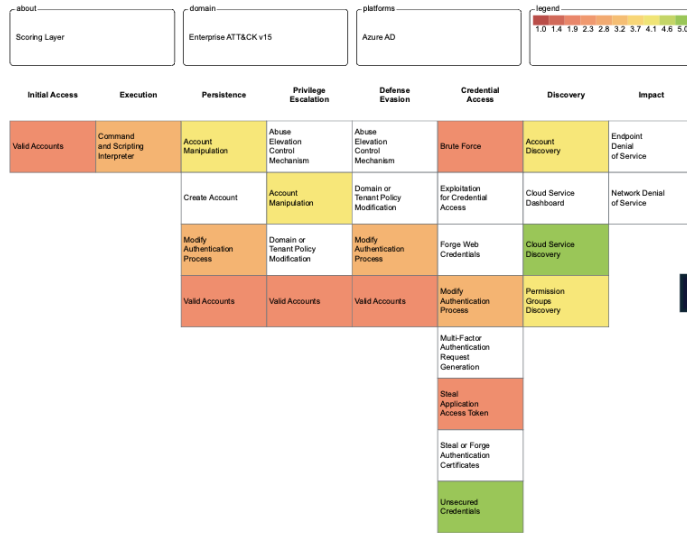 about
domain
platforms
legend
Scoring Layer
Enterprise ATT&CK v15
Azure AD
1.0 1.4 1.9 2.3 2.8 3.2 3.7 4.1 4.6 5.0
Initial Access
Execution
Persistence
Privilege
Escalation
Defense
Evasion
Credential
Access
Discovery
Impact
Valid Accounts
Command
and Scripting
Interpreter
Account
Manipulation
Abuse
Elevation
Control
Mechanism
Abuse
Elevation
Control
Mechanism
Brute Force
Account
Discovery
Endpoint
Denial
of Service
Create Account
Account
Manipulation
Domain or
Tenant Policy
Modification
Exploitation
for Credential
Access
Cloud Service
Dashboard
Network Denial
of Service
Modify
Authentication
Process
Domain or
Tenant Policy
Modification
Modify
Authentication
Process
Forge Web
Credentials
Cloud Service
Discovery
Valid Accounts
Valid Accounts
Valid Accounts
Modify
Authentication
Process
Permission
Groups
Discovery
Multi-Factor
Authentication
Request
Generation
Steal
Application
Access Token
Steal or Forge
Authentication
Certificates
Unsecured
Credentials